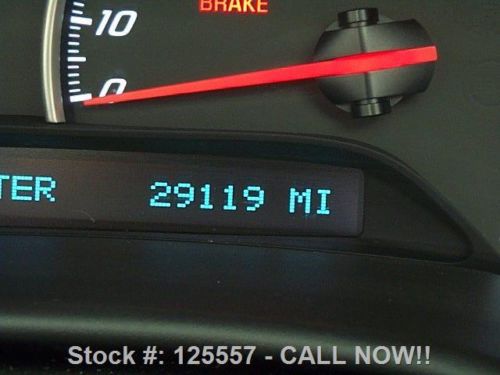 BRAKE
10
0
TER 29119 MI
Stock #: 125557 - CALL NOW!!